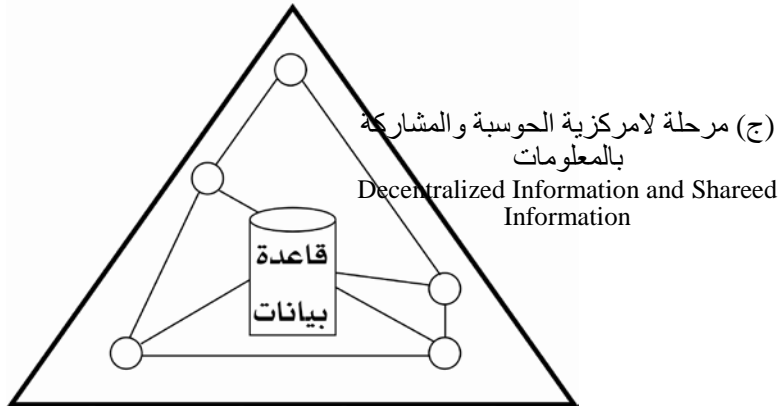 (ج) مرحلة لامركزية الحوسبة والمشاركة
بالمعلومات
Decentralized Information and Shareed
Information
قاعدة
بيانات